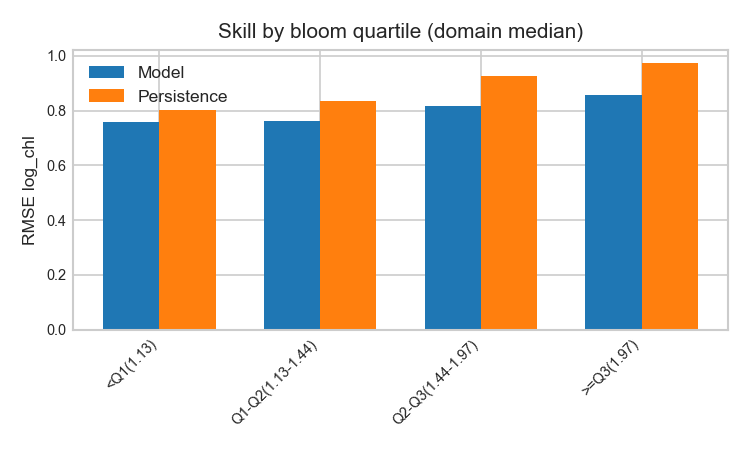 Skill by bloom quartile (domain median)
Model
Persistence
RMSE log_chl
1.0
0.8
0.6
0.4
0.2
0.0
<Q1(1.13)
Q1-Q2(1.13-1.44)
Q2-Q3(1.44-1.97)
>=Q3(1.97)